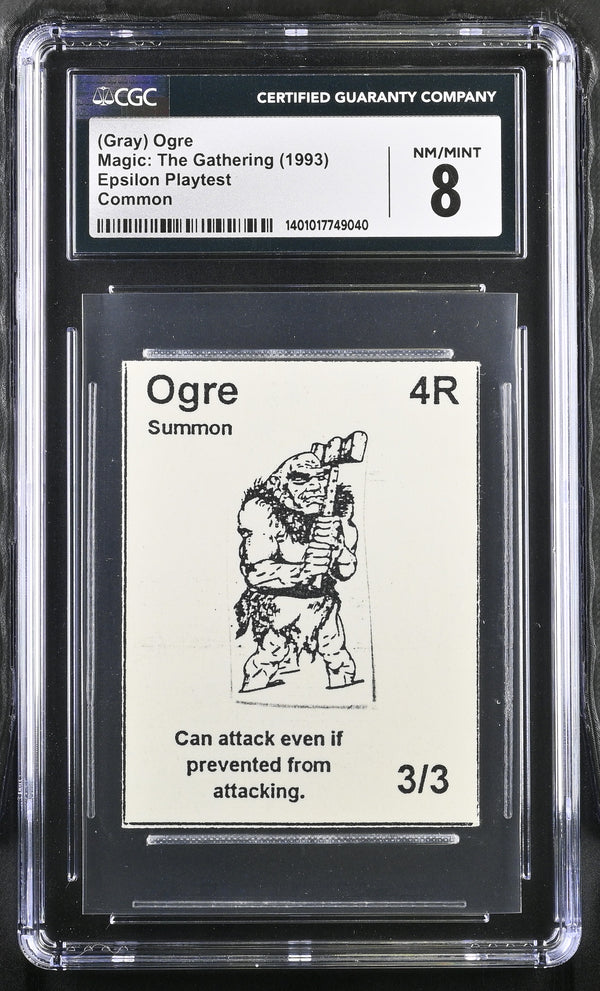 CGC
CERTIFIED GUARANTY COMPANY
(Gray) Ogre
Magic: The Gathering (1993)
Epsilon Playtest
Common
1401017749040
NM/MINT
8
Ogre
4R
Summon
Can attack even if
prevented from
attacking.
3/3